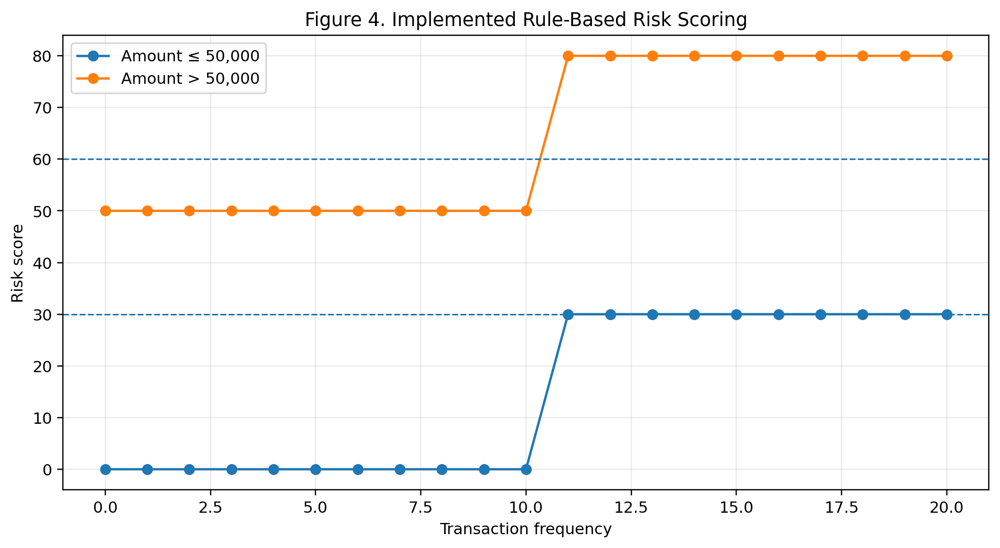 Figure 4. Implemented Rule-Based Risk Scoring
Amount ≤ 50,000
Amount > 50,000
80
70
60
50
40
30
20
10
0
Risk score
0.0 2.5 5.0 7.5 10.0 12.5 15.0 17.5 20.0
Transaction frequency